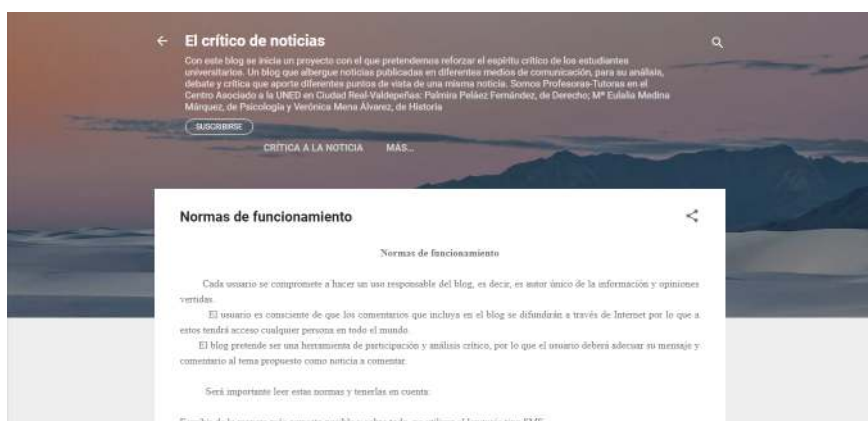 El crítico de noticias
Con este blog se inicia un proyecto con el que pretendemos reforzar el espíritu crítico de los estudiantes
universitarios. Un blog que albergue noticias publicadas en diferentes medios de comunicación, para su análisis,
debate y crítica que aporte diferentes puntos de vista de una misma noticia. Somos Profesoras-Tutoras en el
Centro Asociado a la UNED en Ciudad Real-Valdepeñas: Palmira Peláez Fernández, de Derecho; Mª Eulalia Medina
Márquez, de Psicología y Verónica Mena Álvarez, de Historia
SUSCRIBIRSE
CRÍTICA A LA NOTICIA MÁS...
Normas de funcionamiento
Normas de funcionamiento
Cada usuario se compromete a hacer un uso responsable del blog, es decir, es autor único de la información y opiniones
vertidas.
El usuario es consciente de que los comentarios que incluya en el blog se difundirán a través de Internet por lo que a
estos tendrá acceso cualquier persona en todo el mundo.
El blog pretende ser una herramienta de participación y análisis crítico, por lo que el usuario deberá adecuar su mensaje y
comentario al tema propuesto como noticia a comentar.
Será importante leer estas normas y tenerlas en cuenta: